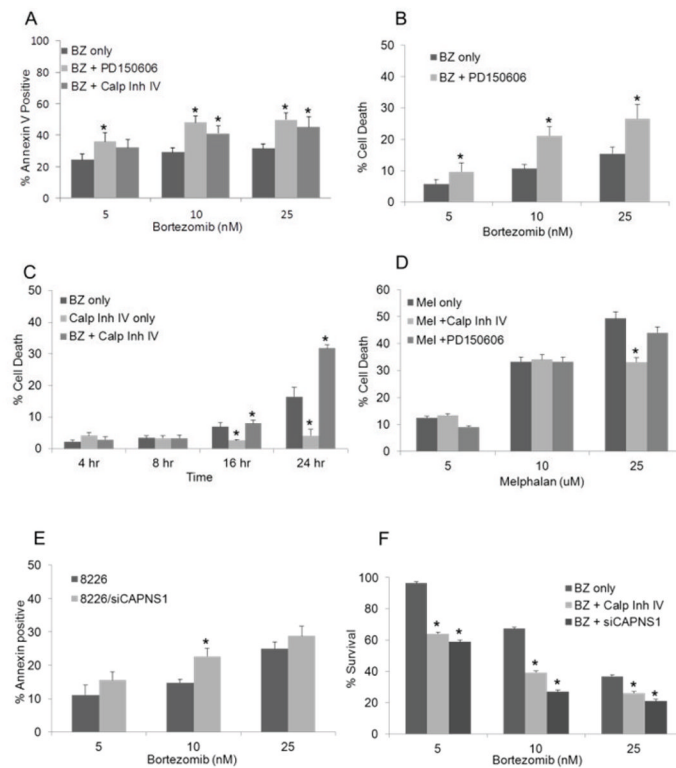 A
% Annexin V Positive
100
80
60
40
20
0
BZ only
BZ + PD150606
BZ + Calp Inh IV
* * * * *
5 10 25
Bortezomib (nM)
B
% Cell Death
50
40
30
20
10
0
BZ only
BZ + PD150606
* * *
5 10 25
Bortezomib (nM)
C
% Cell Death
50
40
30
20
10
0
BZ only
Calp Inh IV only
BZ + Calp Inh IV
* * * *
4 hr 8 hr 16 hr 24 hr
Time
D
% Cell Death
60
50
40
30
20
10
0
Mel only
Mel +Calp Inh IV
Mel +PD150606
*
5 10 25
Melphalan (uM)
E
% Annexin positive
50
40
30
20
10
0
8226
8226/siCAPNS1
*
5 10 25
Bortezomib (nM)
F
% Survival
100
80
60
40
20
0
BZ only
BZ + Calp Inh IV
BZ + siCAPNS1
* * * * * *
5 10 25
Bortezomib (nM)